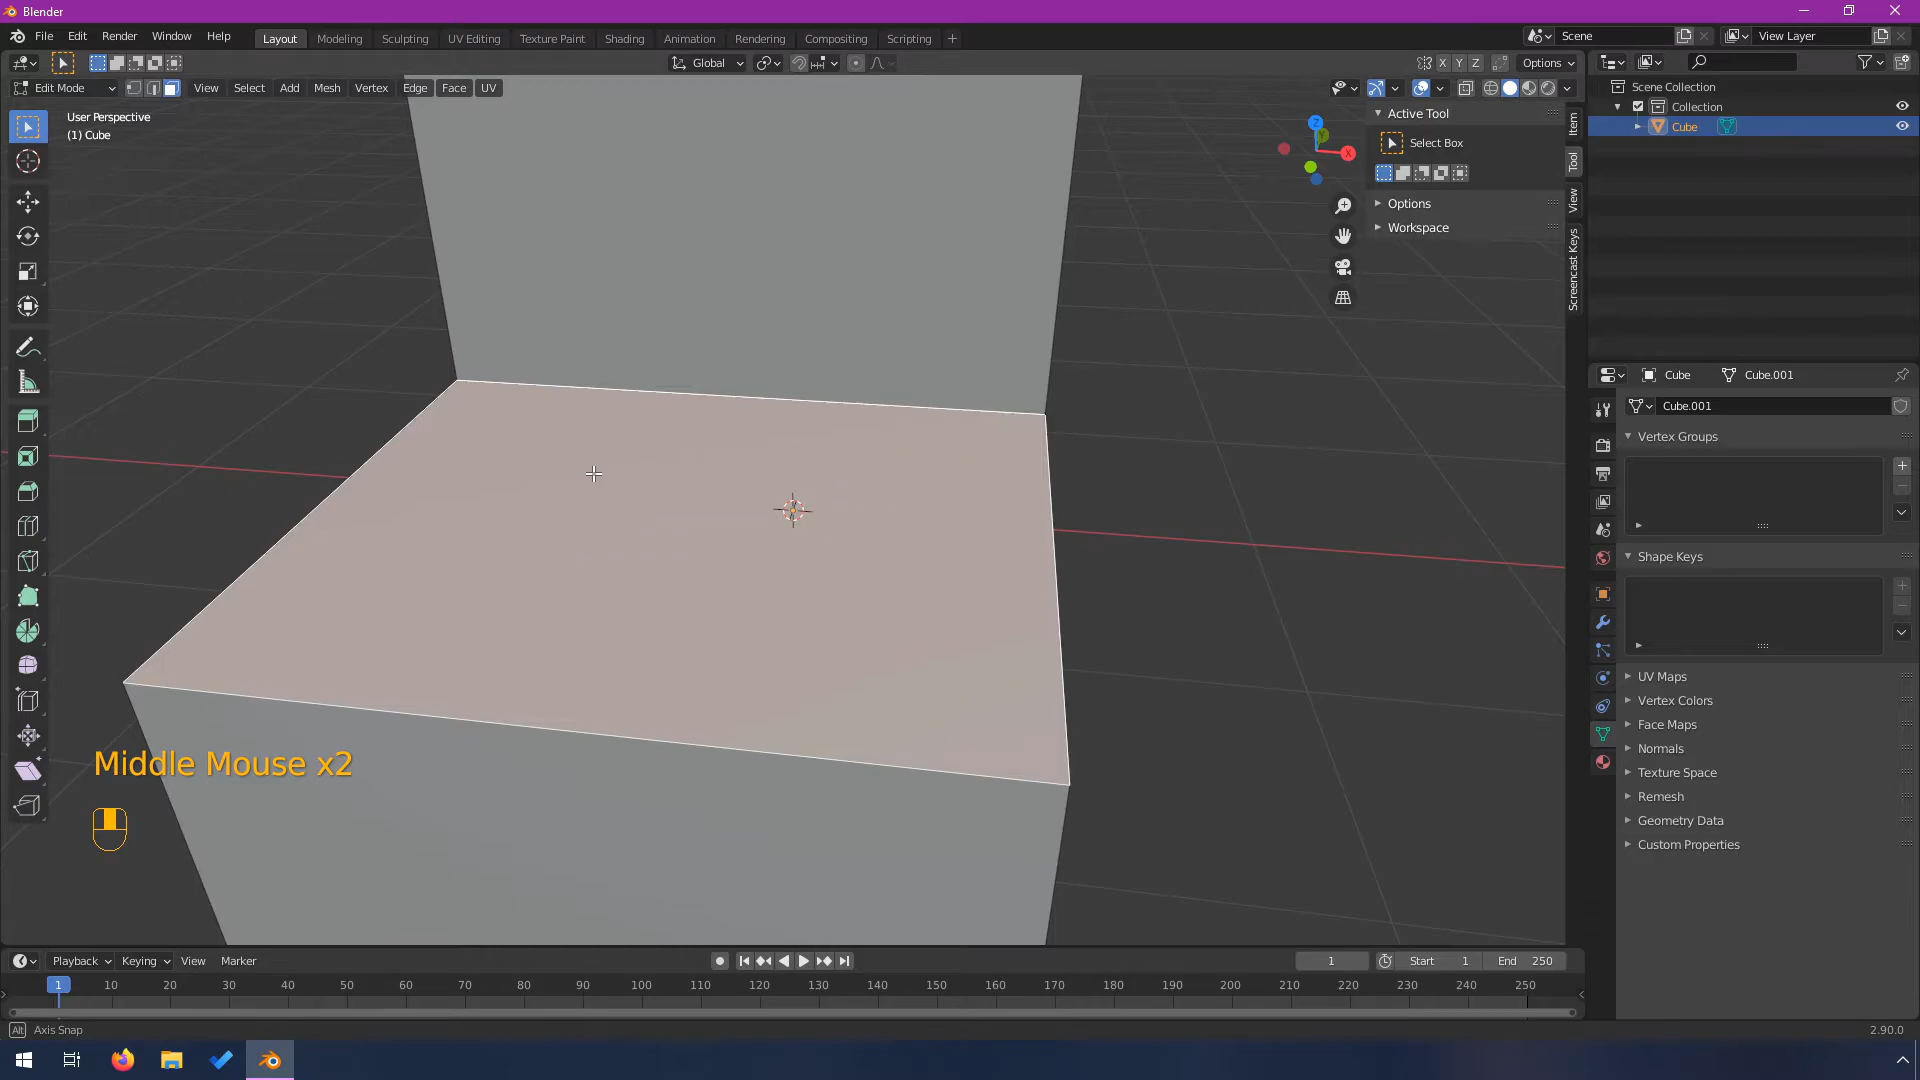 Blender
File Edit Render Window Help
Layout Modeling Sculpting UV Editing Texture Paint Shading Animation Rendering Compositing Scripting
Scene View Layer
Global X Y Z Options
Edit Mode View Select Add Mesh Vertex Edge Face UV
User Perspective
(1) Cube
Z
Y
X
Active Tool
Select Box
Options
Workspace
Item
Tool
View
Screencast Keys
Scene Collection
Collection
Cube
Cube Cube.001
Cube.001
Vertex Groups
Shape Keys
UV Maps
Vertex Colors
Face Maps
Normals
Texture Space
Remesh
Geometry Data
Custom Properties
Middle Mouse x2
Playback Keying View Marker 1 Start 1 End 250
1 10 20 30 40 50 60 70 80 90 100 110 120 130 140 150 160 170 180 190 200 210 220 230 240 250
Alt Axis Snap 2.90.0